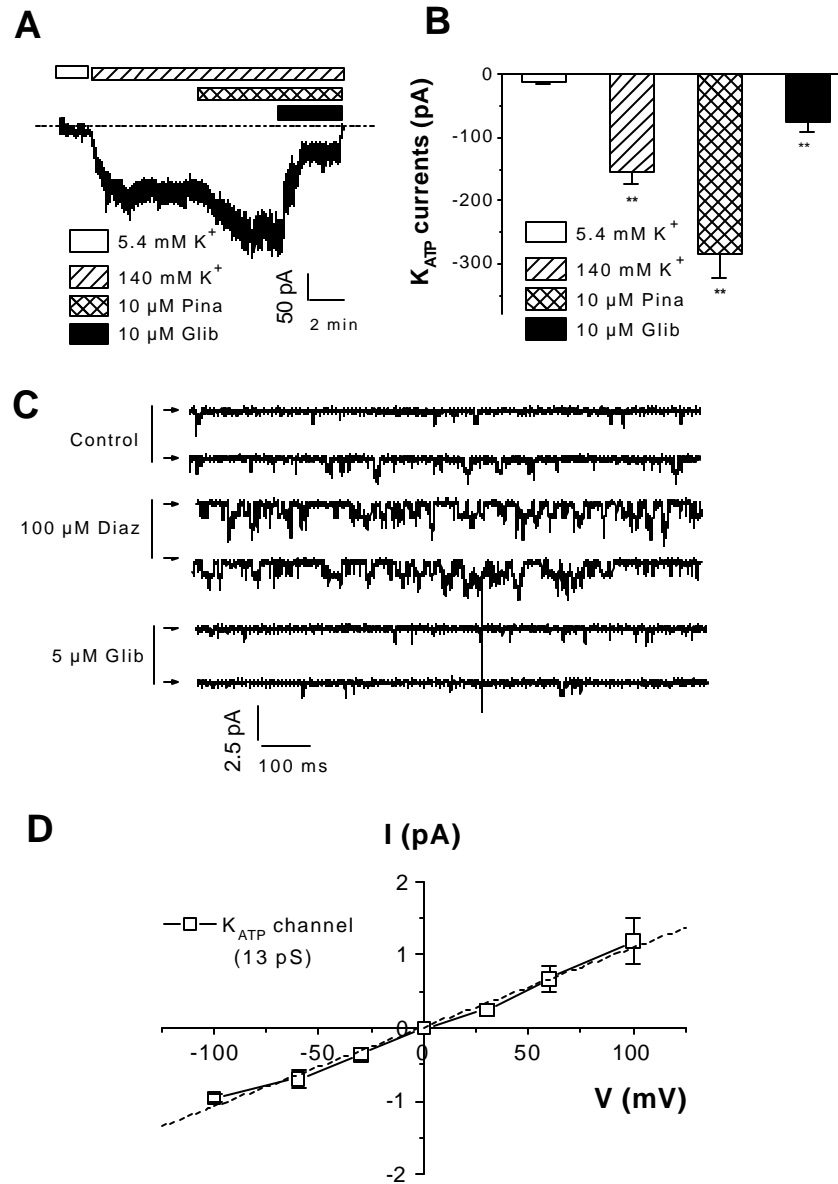 A
5.4 mM K+
140 mM K+
10 µM Pina
10 µM Glib
50 pA
2 min
B
K_ATP currents (pA)
0
-100
-200
-300
**
**
**
5.4 mM K+
140 mM K+
10 µM Pina
10 µM Glib
C
Control
100 µM Diaz
5 µM Glib
2.5 pA
100 ms
D
I (pA)
K_ATP channel
(13 pS)
2
1
0
-1
-2
-100 -50 0 50 100
V (mV)